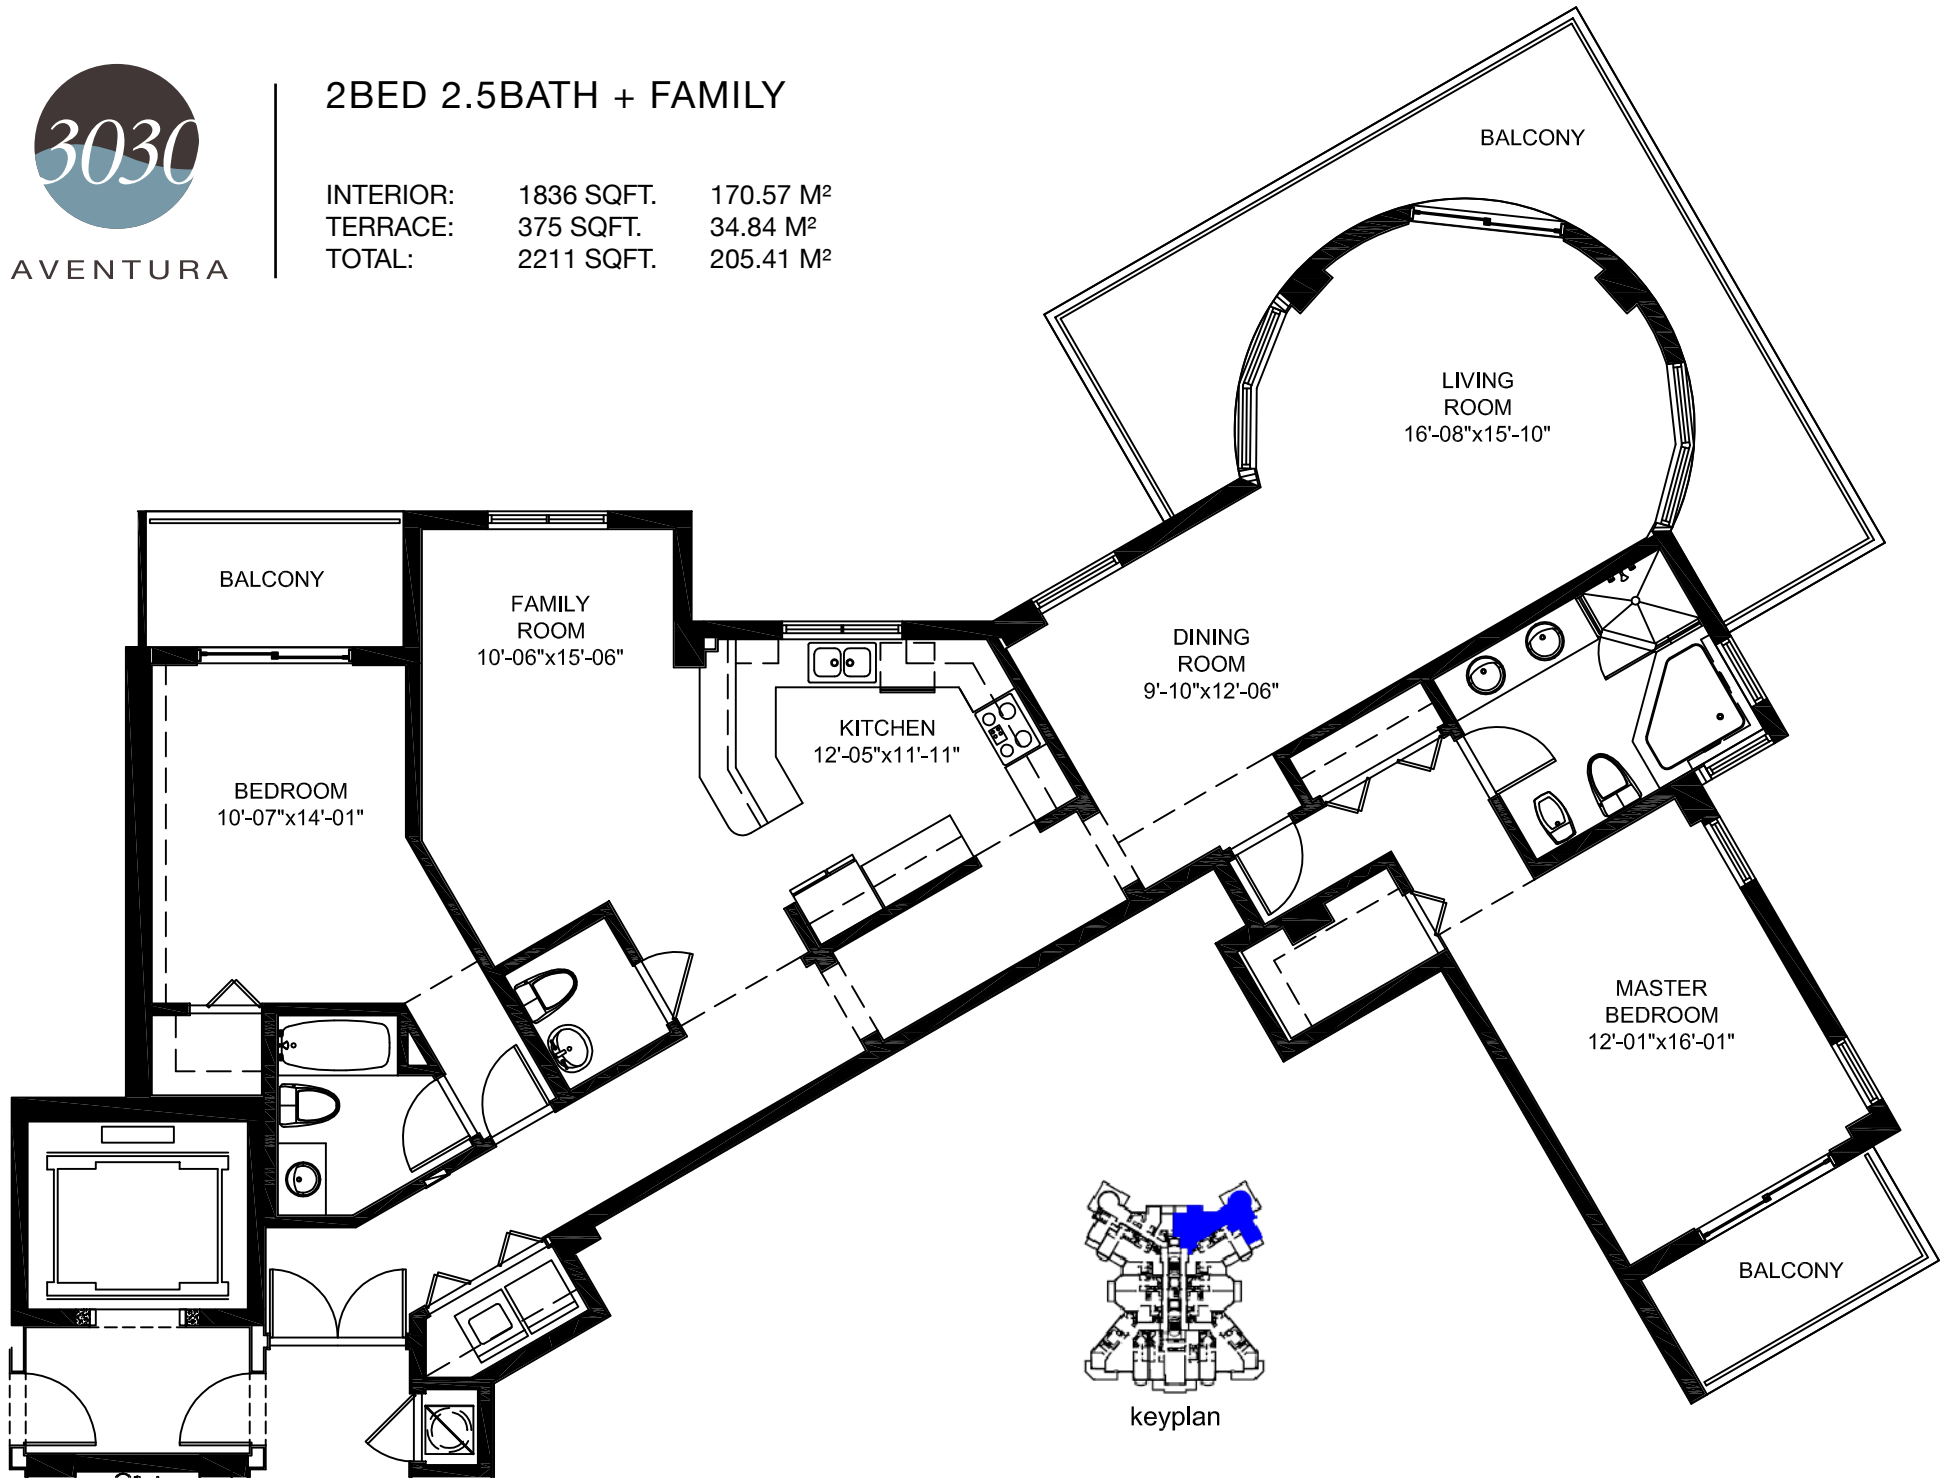 3030
AVENTURA
2BED 2.5BATH + FAMILY
INTERIOR: 1836 SQFT. 170.57 M²
TERRACE: 375 SQFT. 34.84 M²
TOTAL: 2211 SQFT. 205.41 M²
BALCONY
LIVING
ROOM
16'-08"x15'-10"
BALCONY
FAMILY
ROOM
10'-06"x15'-06"
DINING
ROOM
9'-10"x12'-06"
KITCHEN
12'-05"x11'-11"
BEDROOM
10'-07"x14'-01"
MASTER
BEDROOM
12'-01"x16'-01"
BALCONY
keyplan